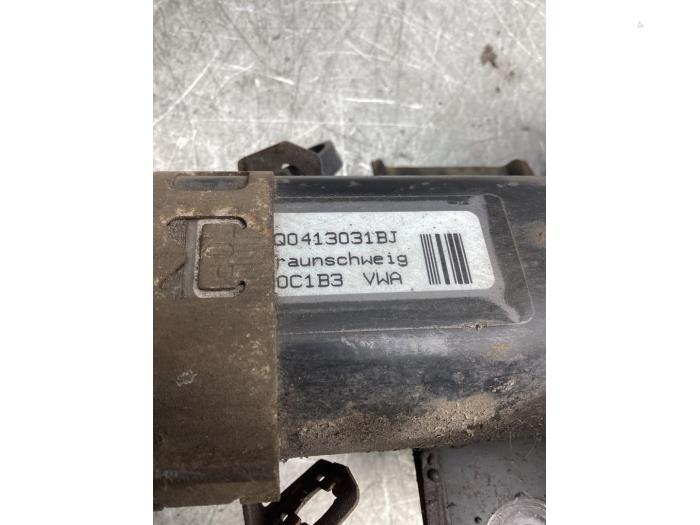 Q0413031BJ
raunschweig
0C1B3 VWA